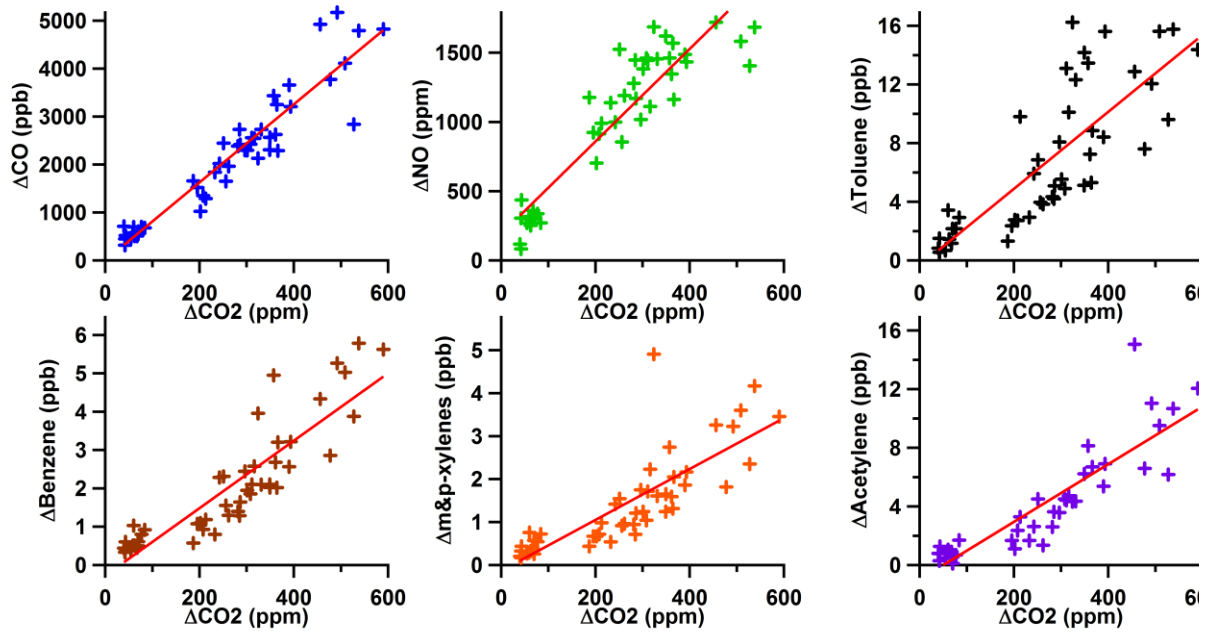 ΔCO (ppb)
5000
4000
3000
2000
1000
0
0 200 400 600
ΔCO2 (ppm)
ΔNO (ppm)
1500
1000
500
0
0 200 400 600
ΔCO2 (ppm)
ΔToluene (ppb)
16
12
8
4
0
0 200 400 600
ΔCO2 (ppm)
ΔBenzene (ppb)
6
5
4
3
2
1
0
0 200 400 600
ΔCO2 (ppm)
Δm&p-xylenes (ppb)
5
4
3
2
1
0
0 200 400 600
ΔCO2 (ppm)
ΔAcetylene (ppb)
16
12
8
4
0
0 200 400 600
ΔCO2 (ppm)